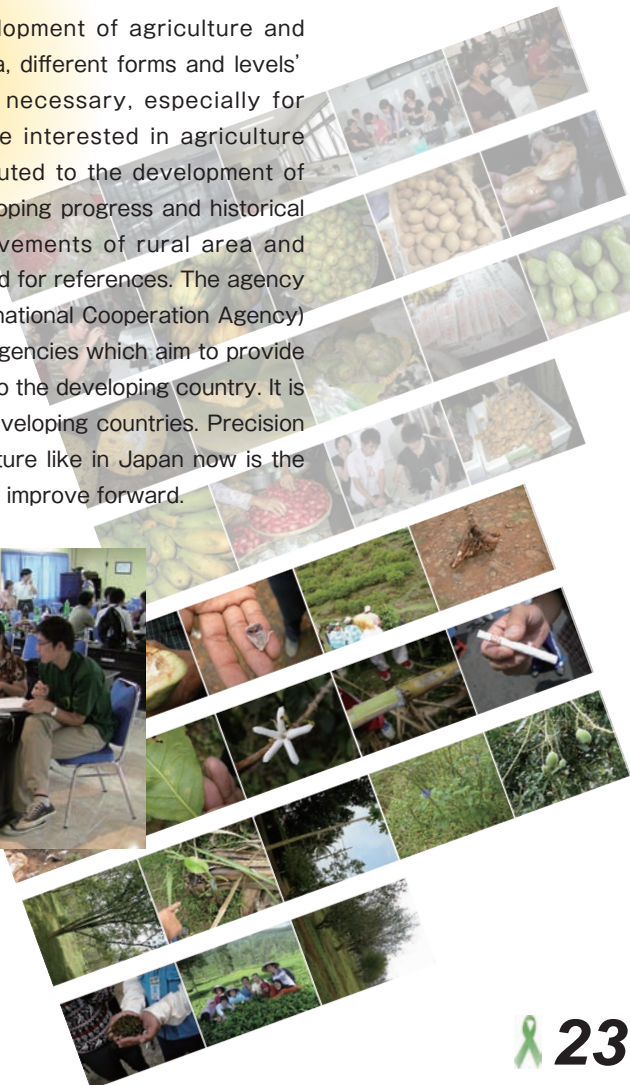 lopment of agriculture and
a, different forms and levels’
necessary, especially for
e interested in agriculture
uted to the development of
oping progress and historical
vements of rural area and
d for references. The agency
national Cooperation Agency)
gencies which aim to provide
o the developing country. It is
veloping countries. Precision
ture like in Japan now is the
improve forward.
23